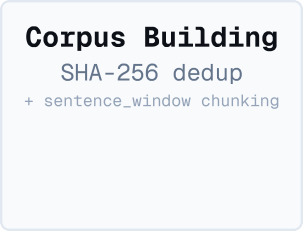 Corpus Building
SHA-256 dedup
+ sentence_window chunking